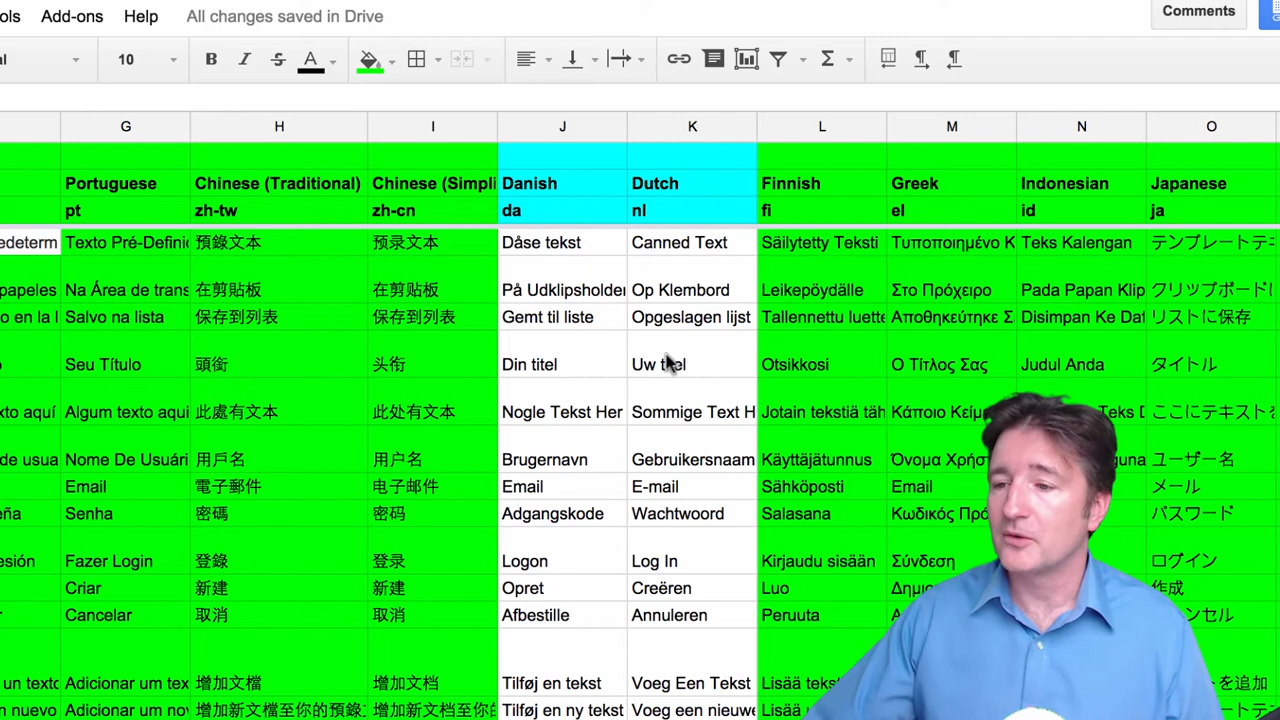 ols Add-ons Help All changes saved in Drive Comments
al 10 B I S A Σ
G H I J K L M N O
Portuguese Chinese (Traditional) Chinese (Simpli Danish Dutch Finnish Greek Indonesian Japanese
pt zh-tw zh-cn da nl fi el id ja
edeterm Texto Pré-Definic 預錄文本 预录文本 Dåse tekst Canned Text Säilytetty Teksti Τυποποιημένο Κ Teks Kalengan テンプレートテキ
papeles Na Área de trans 在剪貼板 在剪贴板 På Udklipsholder Op Klembord Leikepöydälle Στο Πρόχειρο Pada Papan Klip クリップボードに
o en la l Salvo na lista 保存到列表 保存到列表 Gemt til liste Opgeslagen lijst Tallennettu luette Αποθηκεύτηκε Σ Disimpan Ke Daf リストに保存
o Seu Título 頭銜 头衔 Din titel Uw titel Otsikkosi Ο Τίτλος Σας Judul Anda タイトル
xto aquí Algum texto aqui 此處有文本 此处有文本 Nogle Tekst Her Sommige Text H Jotain tekstiä täh Κάποιο Κείμ Teks D ここにテキストを
de usua Nome De Usuári 用戶名 用户名 Brugernavn Gebruikersnaam Käyttäjätunnus Όνομα Χρήστ guna ユーザー名
Email 電子郵件 电子邮件 Email E-mail Sähköposti Email メール
eña Senha 密碼 密码 Adgangskode Wachtwoord Salasana Κωδικός Πρό パスワード
esión Fazer Login 登錄 登录 Logon Log In Kirjaudu sisään Σύνδεση ログイン
Criar 新建 新建 Opret Creëren Luo Δημιο 作成
r Cancelar 取消 取消 Afbestille Annuleren Peruuta ンセル
un texto Adicionar um tex 增加文檔 增加文档 Tilføj en tekst Voeg Een Tekst Lisää tekst トを追加
n nuevo Adicionar um nov 增加新文檔至你的預錄 增加新文档至你的 Tilføj en ny tekst Voeg een nieuwe Lisää